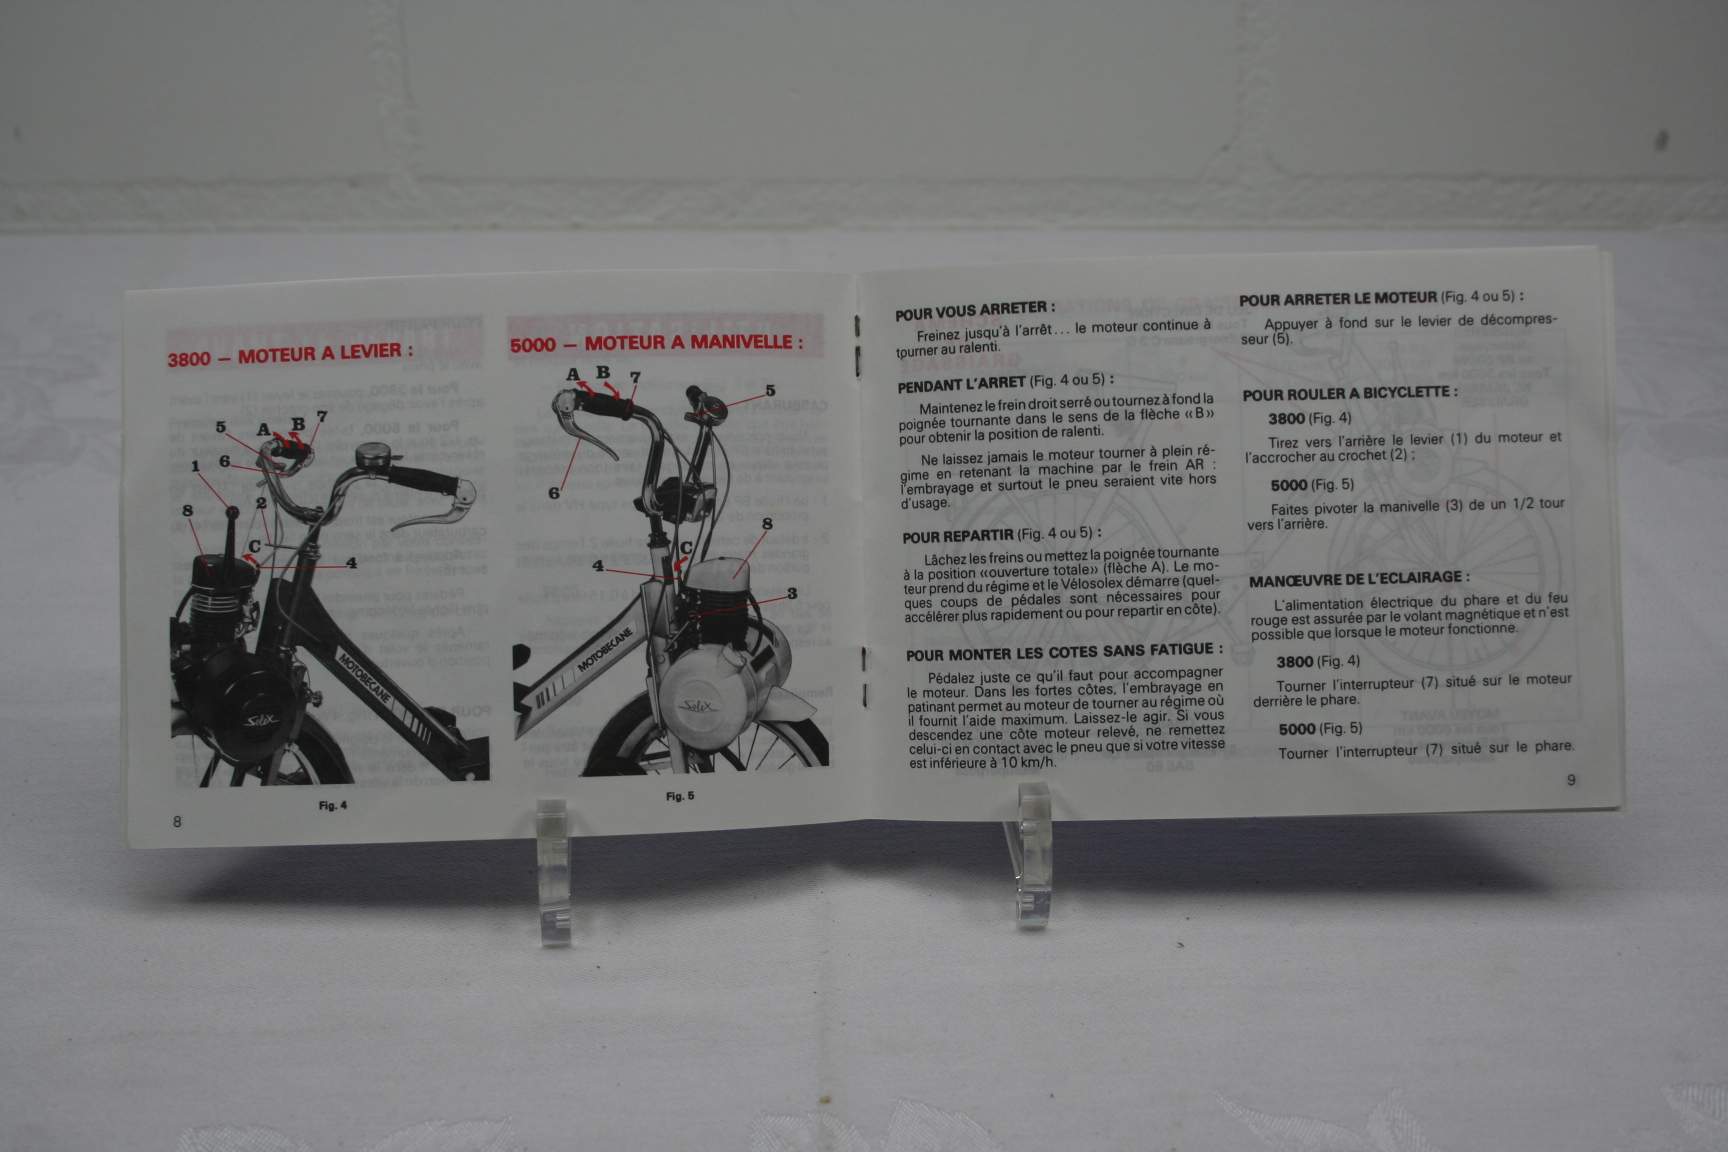 3800 – MOTEUR A LEVIER :
A
B
7
5
6
1
2
8
C
4
MOTOBECANE
Solex
Fig. 4
8
5000 – MOTEUR A MANIVELLE :
A
B
7
5
6
8
C
4
3
MOTOBECANE
Solex
Fig. 5
POUR VOUS ARRETER :
Freinez jusqu'à l'arrêt... le moteur continue à
tourner au ralenti.
PENDANT L'ARRET (Fig. 4 ou 5) :
Maintenez le frein droit serré ou tournez à fond la
poignée tournante dans le sens de la flèche «B»
pour obtenir la position de ralenti.
Ne laissez jamais le moteur tourner à plein ré-
gime en retenant la machine par le frein AR :
l'embrayage et surtout le pneu seraient vite hors
d'usage.
POUR REPARTIR (Fig. 4 ou 5) :
Lâchez les freins ou mettez la poignée tournante
à la position «ouverture totale» (flèche A). Le mo-
teur prend du régime et le Vélosolex démarre (quel-
ques coups de pédales sont nécessaires pour
accélérer plus rapidement ou pour repartir en côte).
POUR MONTER LES COTES SANS FATIGUE :
Pédalez juste ce qu'il faut pour accompagner
le moteur. Dans les fortes côtes, l'embrayage en
patinant permet au moteur de tourner au régime où
il fournit l'aide maximum. Laissez-le agir. Si vous
descendez une côte moteur relevé, ne remettez
celui-ci en contact avec le pneu que si votre vitesse
est inférieure à 10 km/h.
POUR ARRETER LE MOTEUR (Fig. 4 ou 5) :
Appuyer à fond sur le levier de décompres-
seur (5).
POUR ROULER A BICYCLETTE :
3800 (Fig. 4)
Tirez vers l'arrière le levier (1) du moteur et
l'accrocher au crochet (2) ;
5000 (Fig. 5)
Faites pivoter la manivelle (3) de un 1/2 tour
vers l'arrière.
MANŒUVRE DE L'ECLAIRAGE :
L'alimentation électrique du phare et du feu
rouge est assurée par le volant magnétique et n'est
possible que lorsque le moteur fonctionne.
3800 (Fig. 4)
Tourner l'interrupteur (7) situé sur le moteur
derrière le phare.
5000 (Fig. 5)
Tourner l'interrupteur (7) situé sur le phare.
9